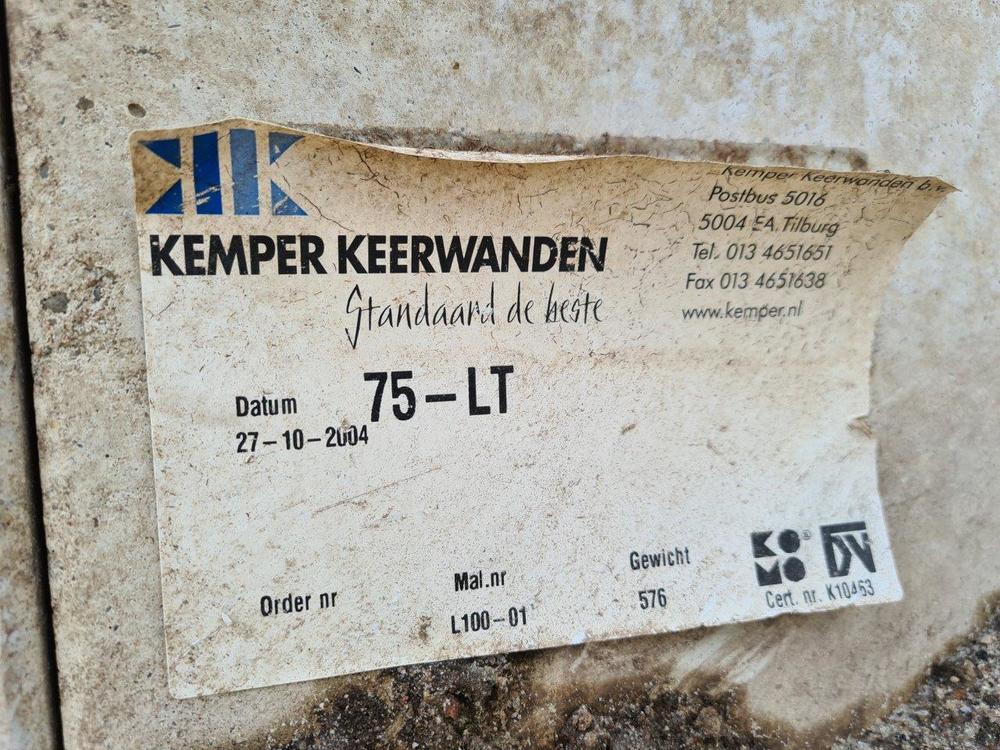 KEMPER KEERWANDEN
Standaard de beste
Kemper Keerwanden b.v.
Postbus 5016
5004 EA Tilburg
Tel. 013 4651651
Fax 013 4651638
www.kemper.nl
75-LT
Datum
27-10-2004
Order nr
Mal.nr
L100-01
Gewicht
576
KOMO®
Cert. nr. K10463